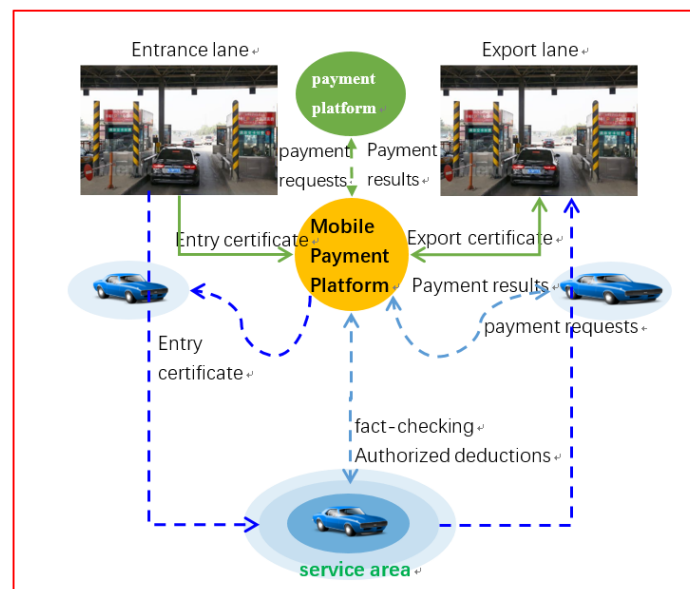 Entrance lane
Export lane
payment
platform
payment
requests
Payment
results
Mobile
Payment
Platform
Entry certificate
Export certificate
Payment results
payment requests
Entry
certificate
fact-checking
Authorized deductions
service area